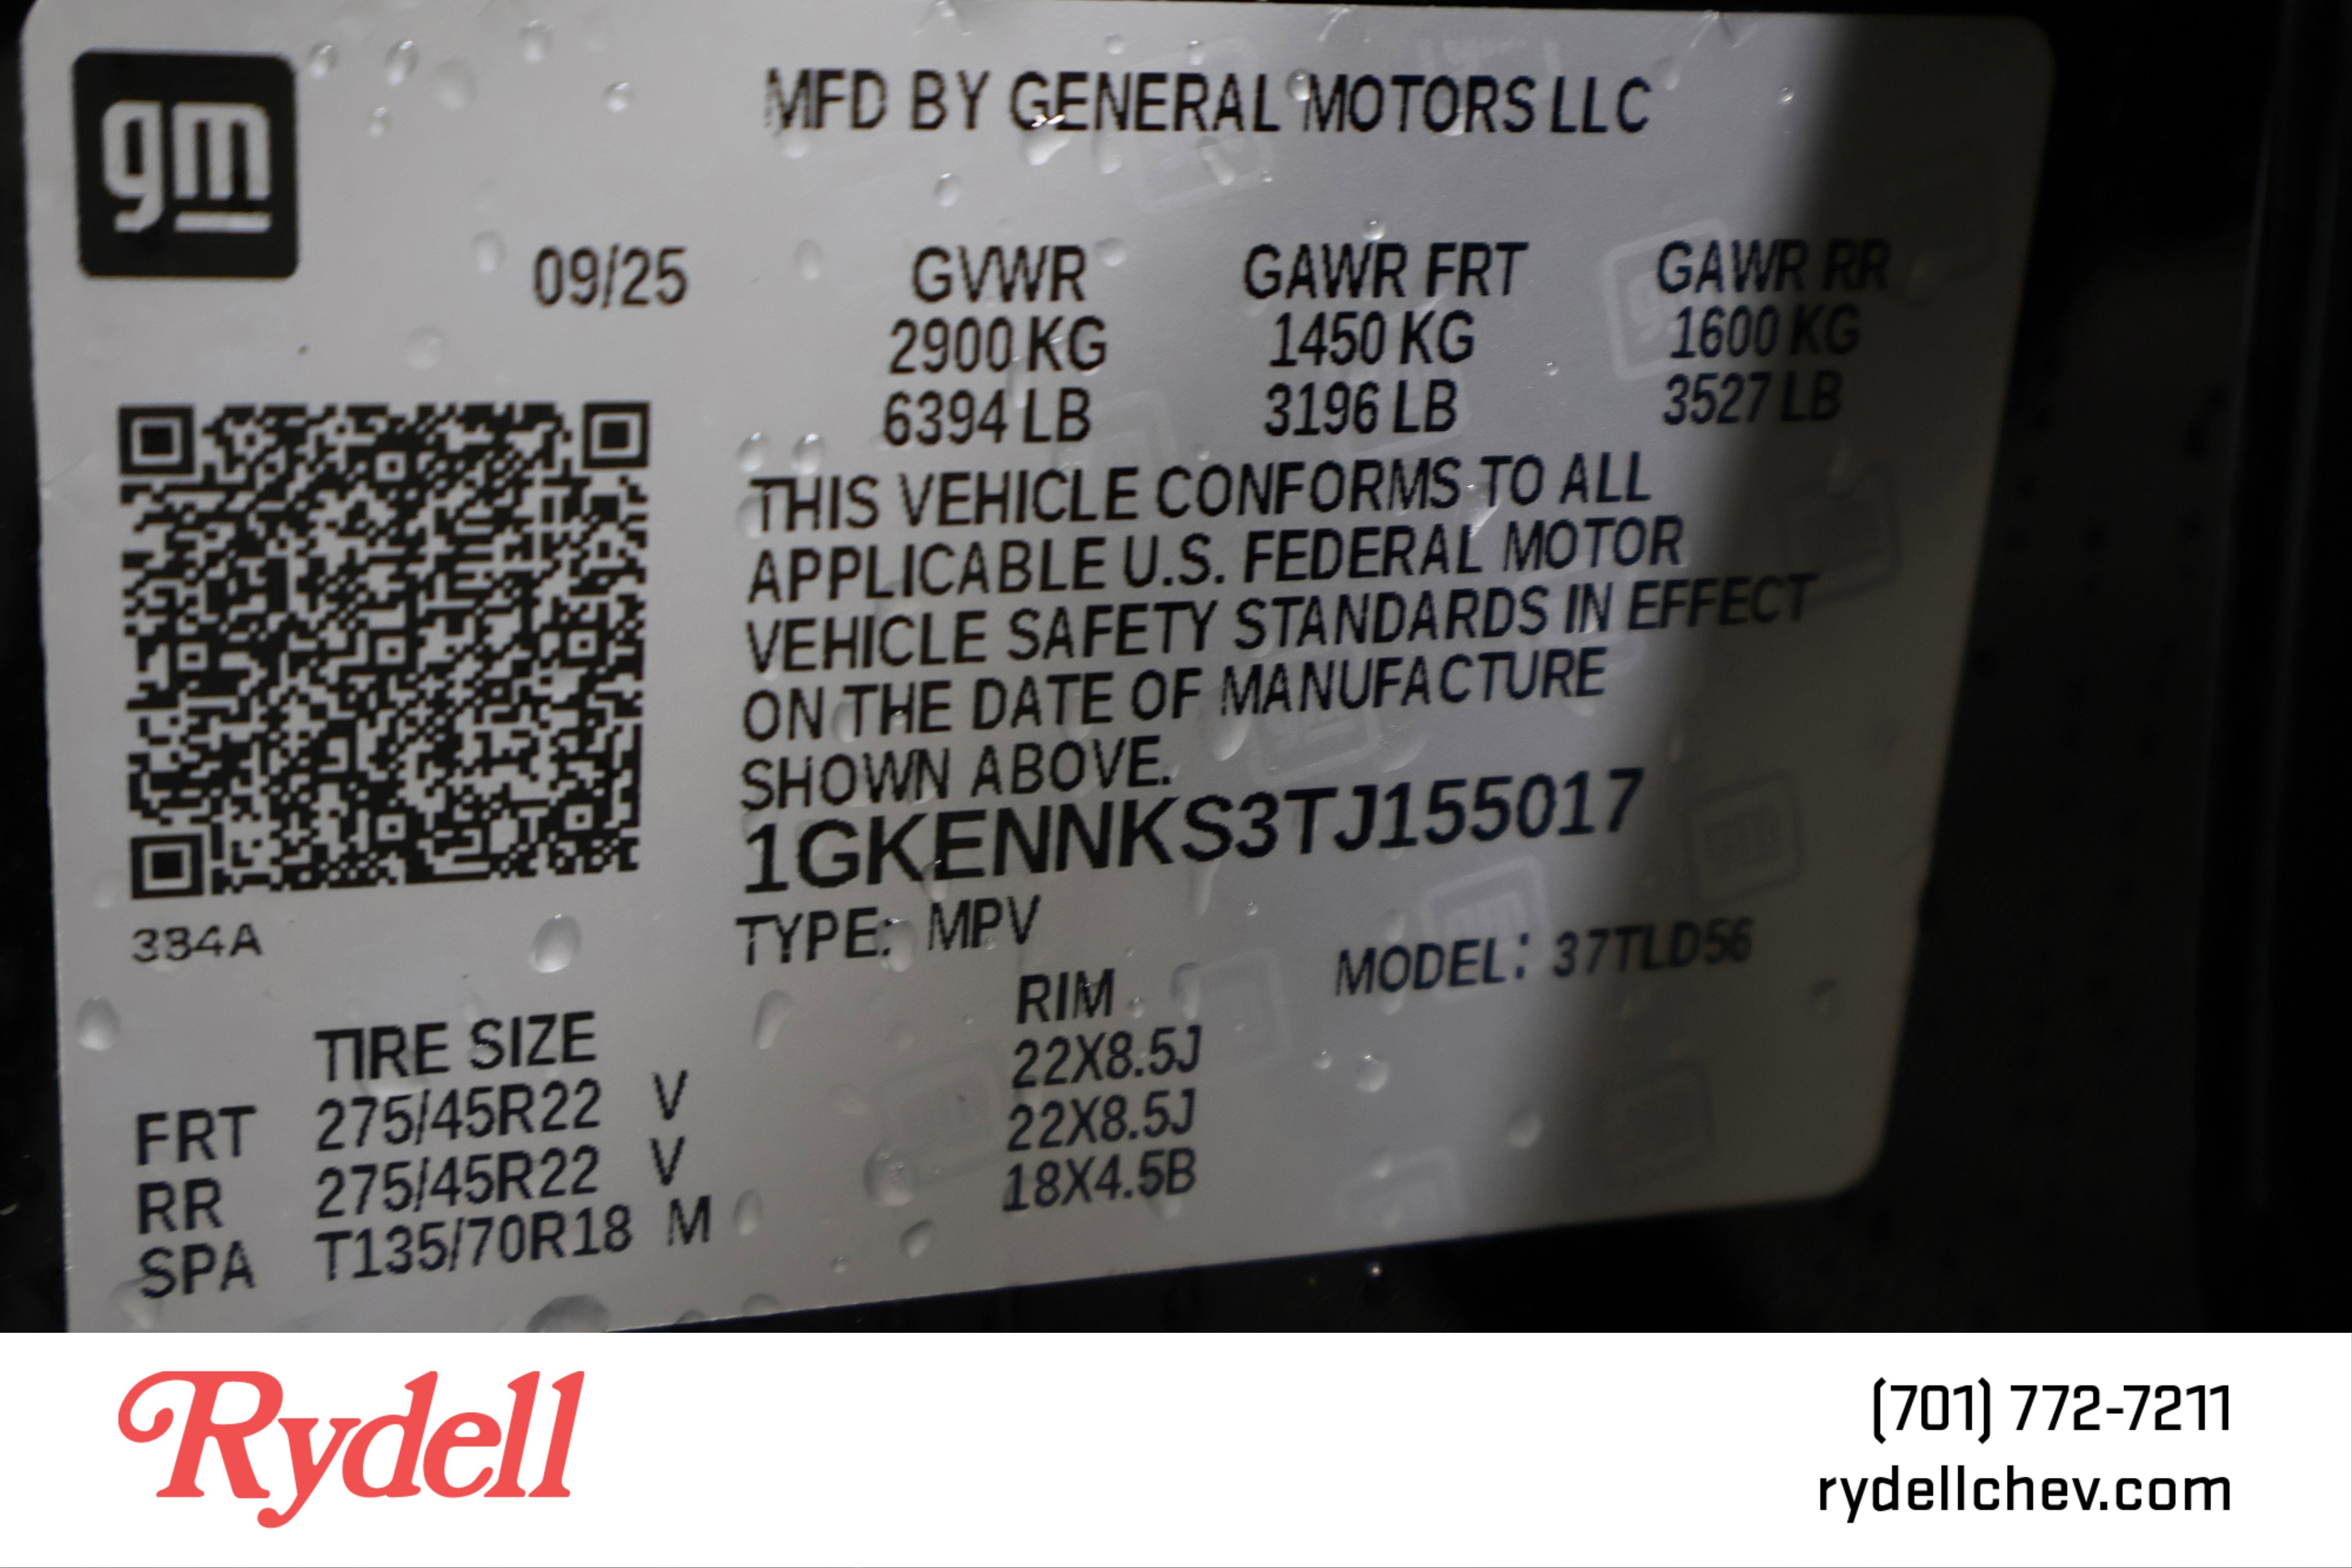 gm
MFD BY GENERAL MOTORS LLC
09/25
GVWR GAWR FRT GAWR RR
2900 KG 1450 KG 1600 KG
6394 LB 3196 LB 3527 LB
THIS VEHICLE CONFORMS TO ALL
APPLICABLE U.S. FEDERAL MOTOR
VEHICLE SAFETY STANDARDS IN EFFECT
ON THE DATE OF MANUFACTURE
SHOWN ABOVE.
1GKENNKS3TJ155017
334A
TYPE: MPV
MODEL: 37TLD56
TIRE SIZE RIM
FRT 275/45R22 V 22X8.5J
RR 275/45R22 V 22X8.5J
SPA T135/70R18 M 18X4.5B
Rydell
(701) 772-7211
rydellchev.com